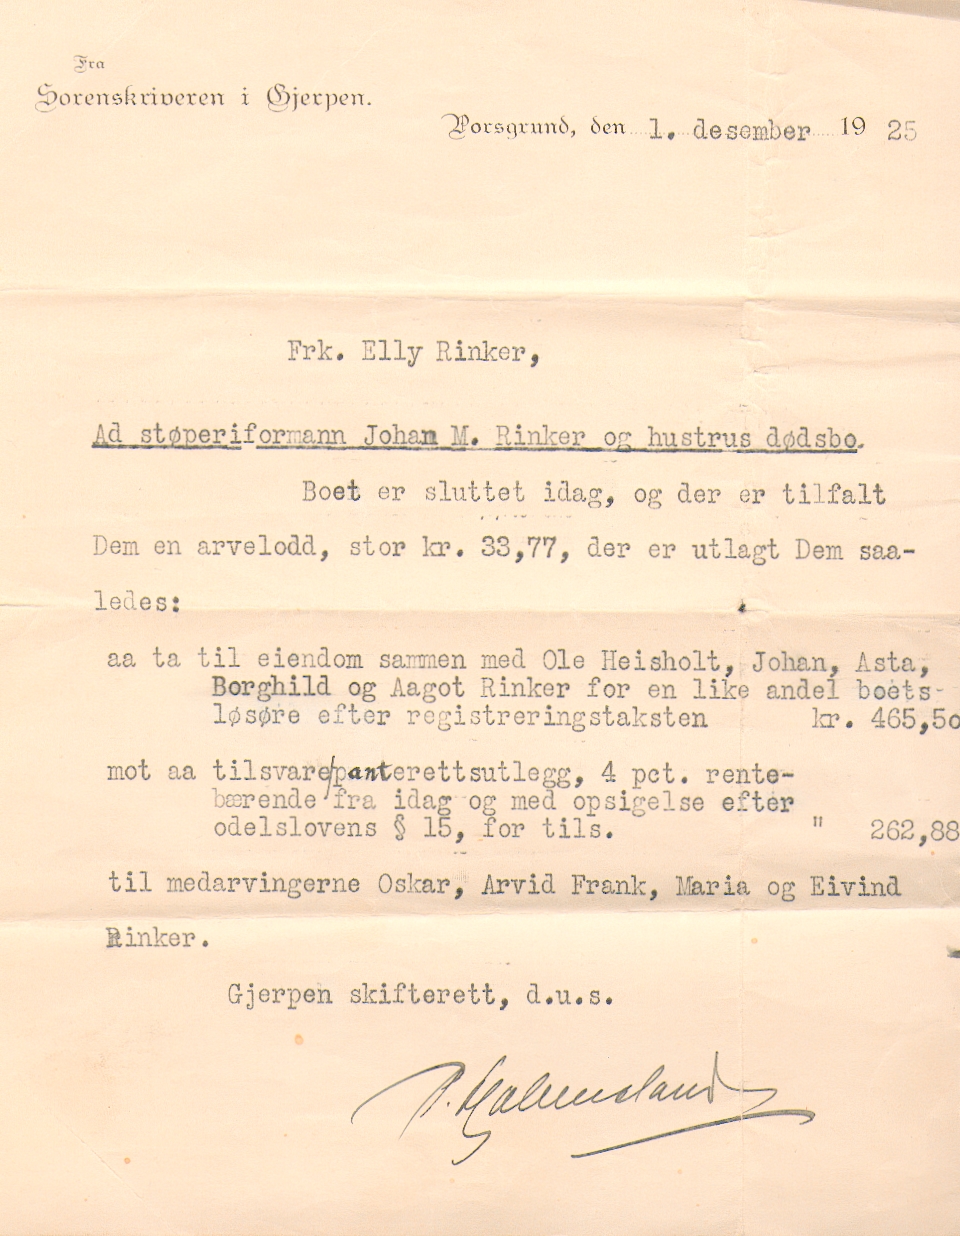 Fra
Sorenskriveren i Gjerpen.
Porsgrund, den 1. desember 19 25
Frk. Elly Rinker,
Ad støperiformann Johan M. Rinker og hustrus dødsbo.
Boet er sluttet idag, og der er tilfalt
Dem en arvelodd, stor kr. 33,77, der er utlagt Dem saa-
ledes:
aa ta til eiendom sammen med Ole Heisholt, Johan, Asta,
Borghild og Aagot Rinker for en like andel boets-
løsøre efter registreringstaksten kr. 465,50
mot aa tilsvare/panterettsutlegg, 4 pct. rente-
bærende fra idag og med opsigelse efter
odelslovens § 15, for tils. " 262,88
til medarvingerne Oskar, Arvid Frank, Maria og Eivind
Rinker.
Gjerpen skifterett, d.u.s.